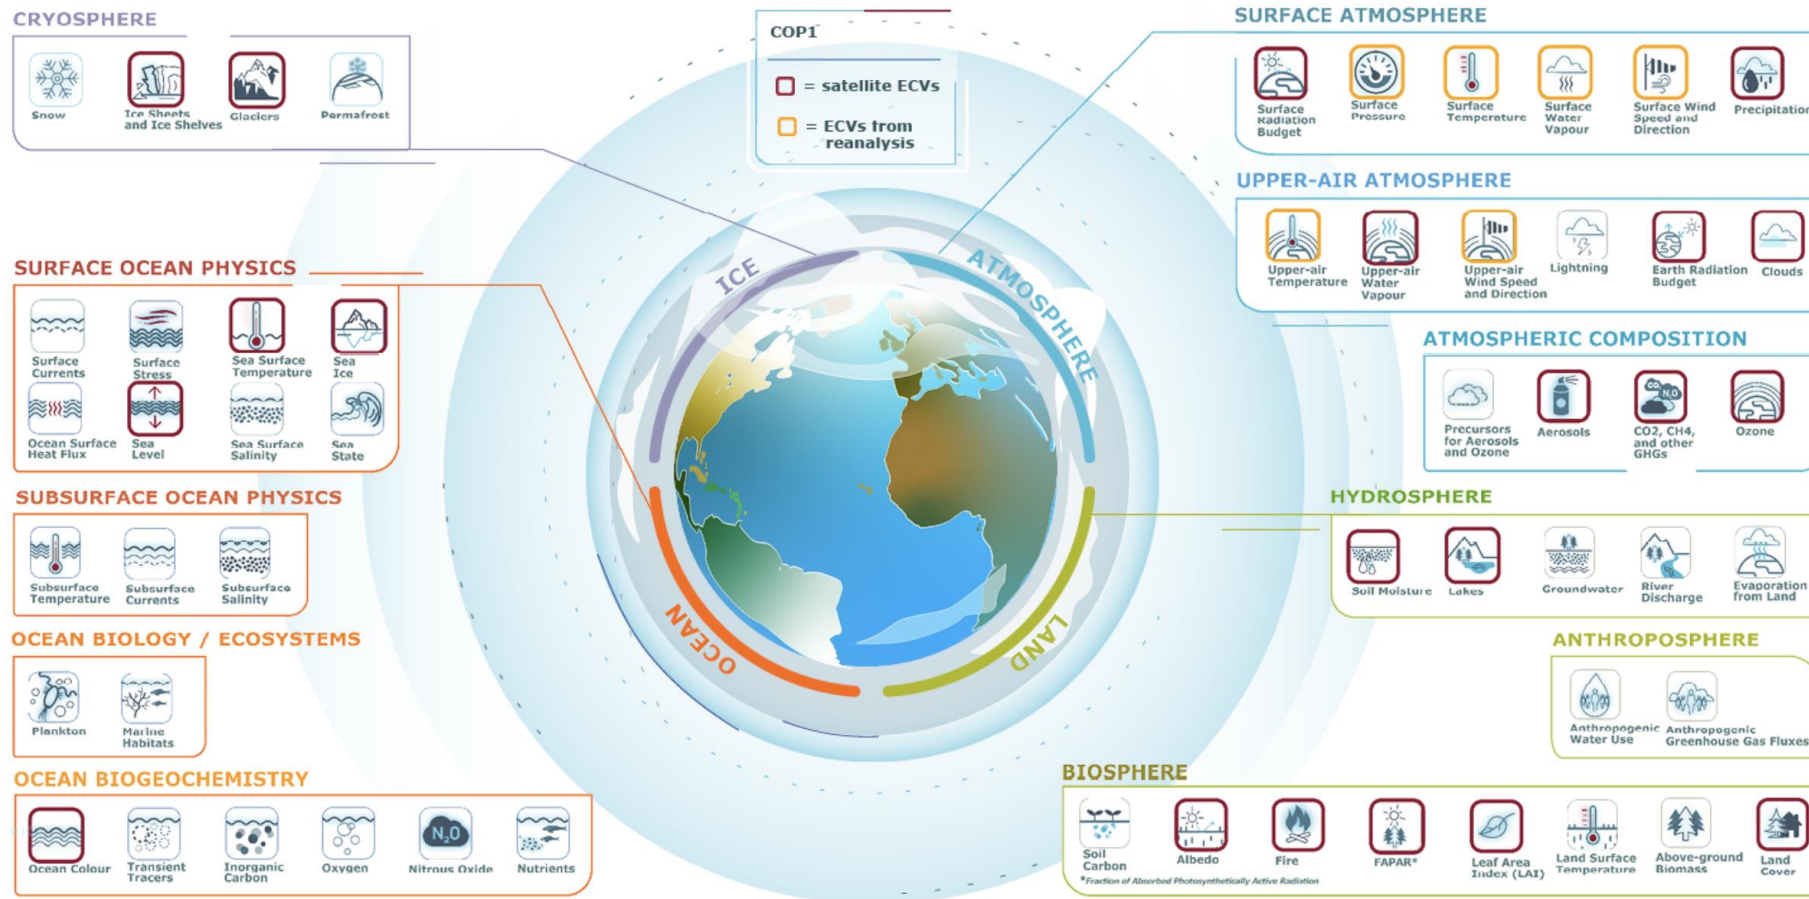 CRYOSPHERE
Snow
Ice Sheets
and Ice Shelves
Glaciers
Permafrost
COP1
= satellite ECVs
= ECVs from
reanalysis
SURFACE ATMOSPHERE
Surface
Radiation
Budget
Surface
Pressure
Surface
Temperature
Surface
Water
Vapour
Surface Wind
Speed and
Direction
Precipitation
UPPER-AIR ATMOSPHERE
Upper-air
Temperature
Upper-air
Water
Vapour
Upper-air
Wind Speed
and Direction
Lightning
Earth Radiation
Budget
Clouds
SURFACE OCEAN PHYSICS
Surface
Currents
Surface
Stress
Sea Surface
Temperature
Sea
Ice
Ocean Surface
Heat Flux
Sea
Level
Sea Surface
Salinity
Sea
State
ICE
ATMOSPHERE
OCEAN
LAND
ATMOSPHERIC COMPOSITION
Precursors
for Aerosols
and Ozone
Aerosols
CO₂
N₂O
CO2, CH4,
and other
GHGs
Ozone
SUBSURFACE OCEAN PHYSICS
Subsurface
Temperature
Subsurface
Currents
Subsurface
Salinity
HYDROSPHERE
Soil Moisture
Lakes
Groundwater
River
Discharge
Evaporation
from Land
OCEAN BIOLOGY / ECOSYSTEMS
Plankton
Marine
Habitats
ANTHROPOSPHERE
Anthropogenic
Water Use
Anthropogenic
Greenhouse Gas Fluxes
OCEAN BIOGEOCHEMISTRY
Ocean Colour
Transient
Tracers
Inorganic
Carbon
Oxygen
N₂O
Nitrous Oxide
Nutrients
BIOSPHERE
Soil
Carbon
Albedo
Fire
FAPAR*
Leaf Area
Index (LAI)
Land Surface
Temperature
Above-ground
Biomass
Land
Cover
*Fraction of Absorbed Photosynthetically Active Radiation